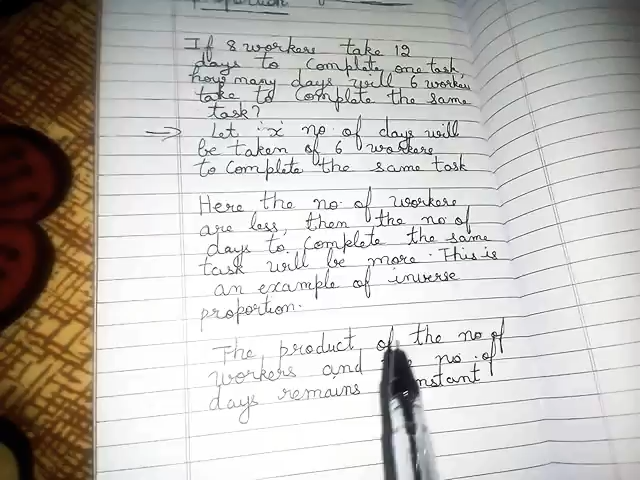 proportion
If 8 workers take 12
days to complete one task,
how many days will 6 workers
take to complete the same
task?
→ Let 'x' no of days will
be taken of 6 workers
to complete the same task
Here the no of workers
are less, then the no of
days to complete the same
task will be more. This is
an example of inverse
proportion.
The product of the no of
workers and no of
days remains